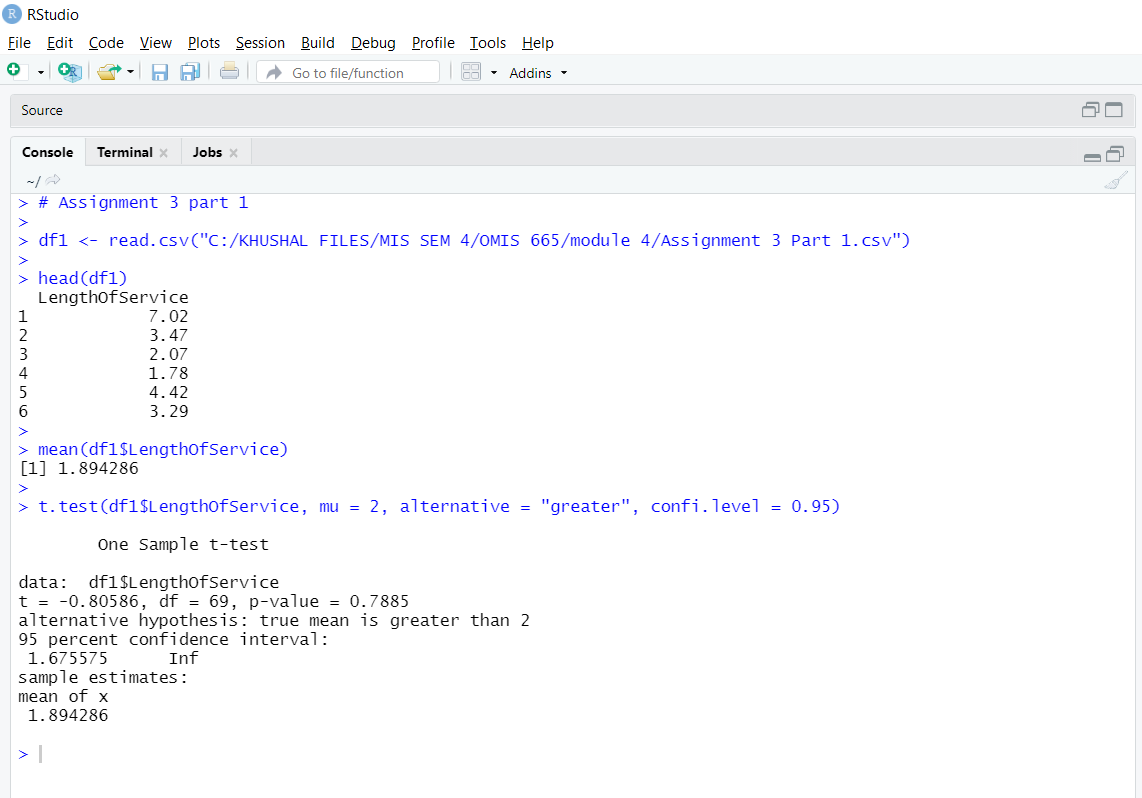 RStudio
File Edit Code View Plots Session Build Debug Profile Tools Help
Go to file/function Addins
Source
Console Terminal Jobs
~/
> # Assignment 3 part 1
>
> df1 <- read.csv("C:/KHUSHAL FILES/MIS SEM 4/OMIS 665/module 4/Assignment 3 Part 1.csv")
>
> head(df1)
  LengthOfService
1            7.02
2            3.47
3            2.07
4            1.78
5            4.42
6            3.29
>
> mean(df1$LengthOfService)
[1] 1.894286
>
> t.test(df1$LengthOfService, mu = 2, alternative = "greater", confi.level = 0.95)
        One Sample t-test
data:  df1$LengthOfService
t = -0.80586, df = 69, p-value = 0.7885
alternative hypothesis: true mean is greater than 2
95 percent confidence interval:
 1.675575      Inf
sample estimates:
mean of x
 1.894286
>